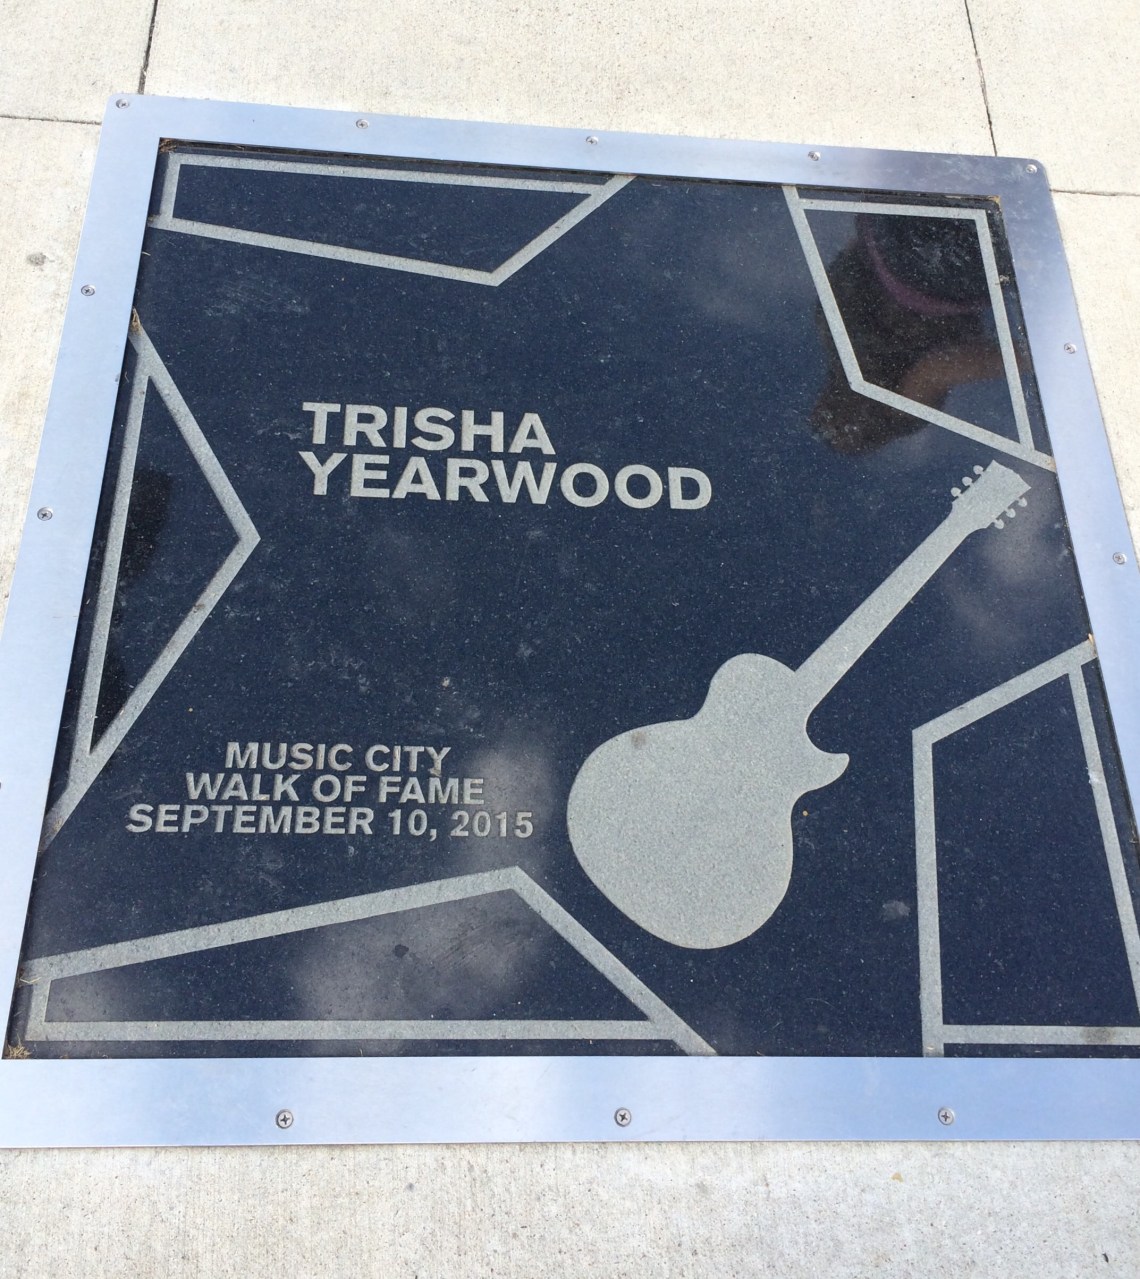 TRISHA
YEARWOOD
MUSIC CITY
WALK OF FAME
SEPTEMBER 10, 2015